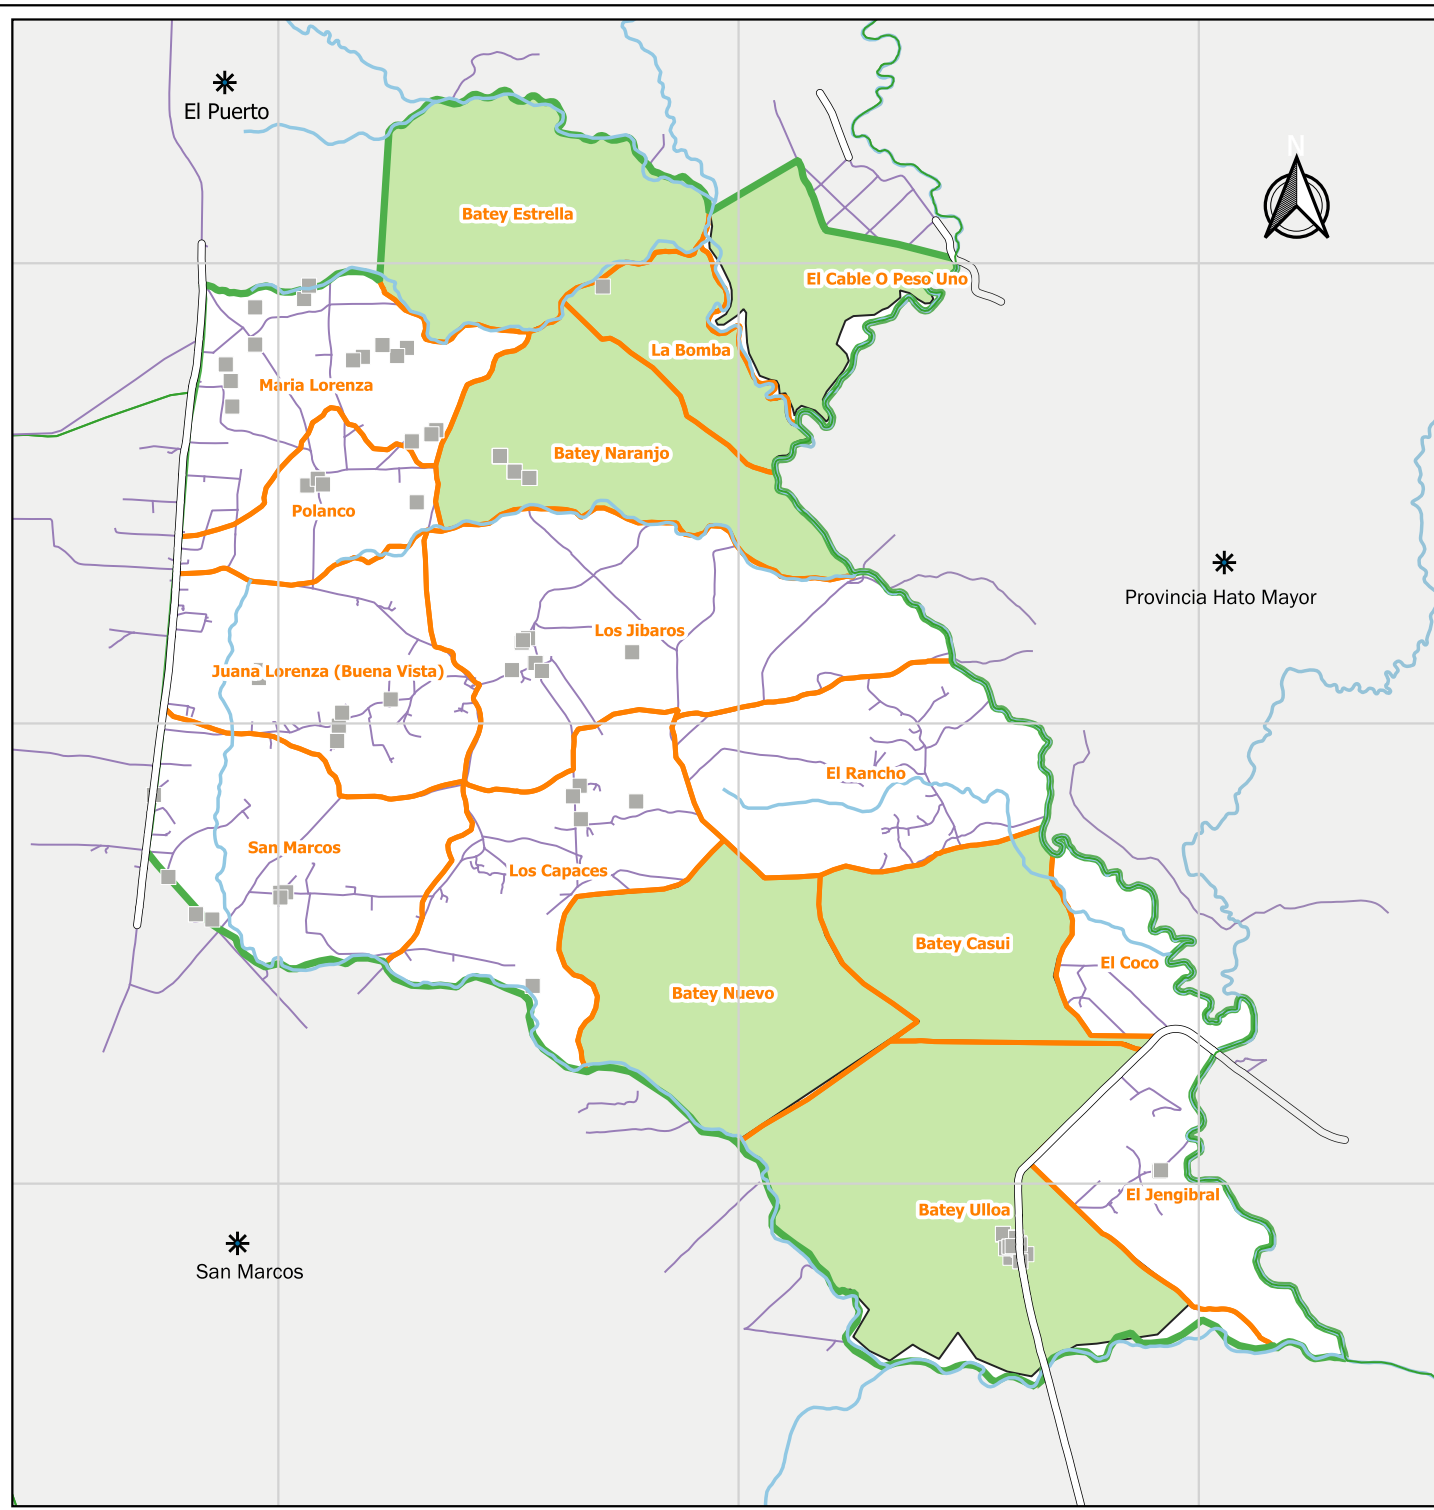 El Puerto
N
Batey Estrella
El Cable O Peso Uno
La Bomba
Maria Lorenza
Batey Naranjo
Polanco
Provincia Hato Mayor
Los Jibaros
Juana Lorenza (Buena Vista)
El Rancho
San Marcos
Los Capaces
Batey Casui
El Coco
Batey Nuevo
El Jengibral
Batey Ulloa
San Marcos